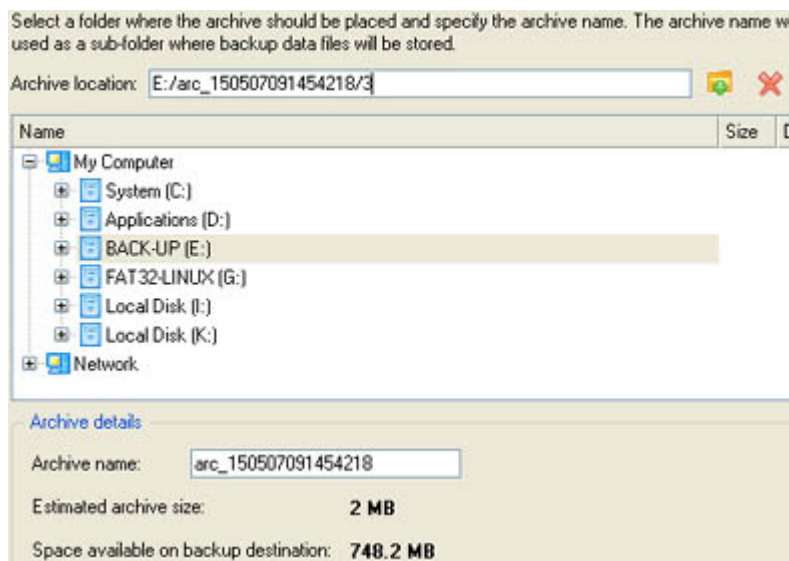 Select a folder where the archive should be placed and specify the archive name. The archive name w
used as a sub-folder where backup data files will be stored.
Archive location: E:/arc_150507091454218/3
Name Size D
My Computer
System (C:)
Applications (D:)
BACK-UP (E:)
FAT32-LINUX (G:)
Local Disk (I:)
Local Disk (K:)
Network
Archive details
Archive name: arc_150507091454218
Estimated archive size: 2 MB
Space available on backup destination: 748.2 MB